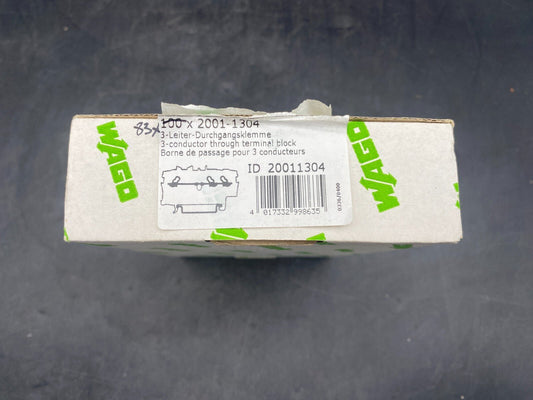 83x
100 x 2001-1304
3-Leiter-Durchgangsklemme
3-conductor through terminal block
Borne de passage pour 3 conducteurs
ID 20011304
4 017332 998635
WAGO
WAGO